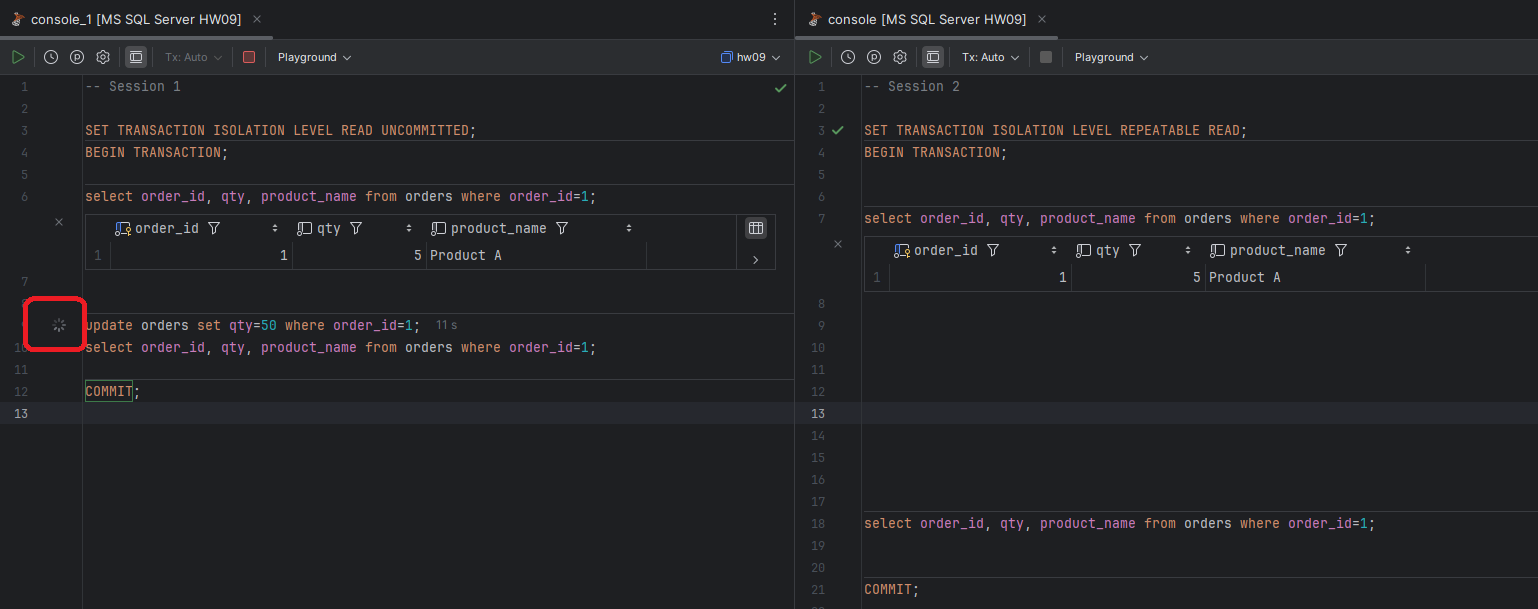 console_1 [MS SQL Server HW09]
Tx: Auto
Playground
hw09
1 -- Session 1
2
3 SET TRANSACTION ISOLATION LEVEL READ UNCOMMITTED;
4 BEGIN TRANSACTION;
5
6 select order_id, qty, product_name from orders where order_id=1;
order_id qty product_name
1 1 5 Product A
7
8
update orders set qty=50 where order_id=1; 11 s
10 select order_id, qty, product_name from orders where order_id=1;
11
12 COMMIT;
13
console [MS SQL Server HW09]
Tx: Auto
Playground
1 -- Session 2
2
3 SET TRANSACTION ISOLATION LEVEL REPEATABLE READ;
4 BEGIN TRANSACTION;
5
6
7 select order_id, qty, product_name from orders where order_id=1;
order_id qty product_name
1 1 5 Product A
8
9
10
11
12
13
14
15
16
17
18 select order_id, qty, product_name from orders where order_id=1;
19
20
21 COMMIT;